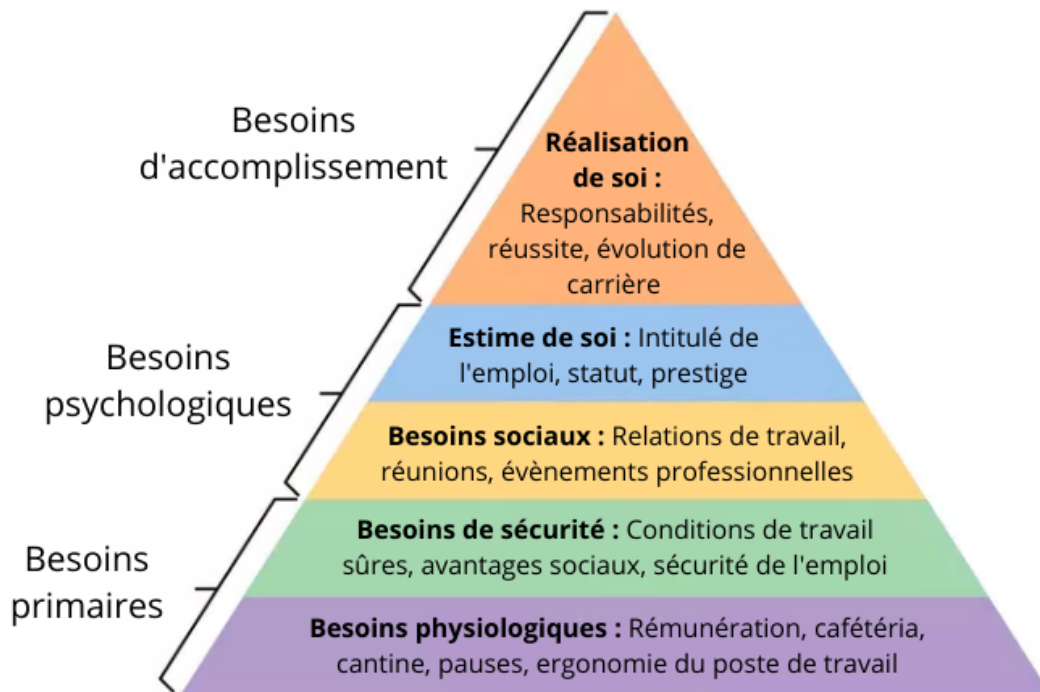 Besoins
d'accomplissement
Réalisation
de soi :
Responsabilités,
réussite, évolution de
carrière
Besoins
psychologiques
Estime de soi : Intitulé de
l'emploi, statut, prestige
Besoins sociaux : Relations de travail,
réunions, évènements professionnelles
Besoins
primaires
Besoins de sécurité : Conditions de travail
sûres, avantages sociaux, sécurité de l'emploi
Besoins physiologiques : Rémunération, cafétéria,
cantine, pauses, ergonomie du poste de travail